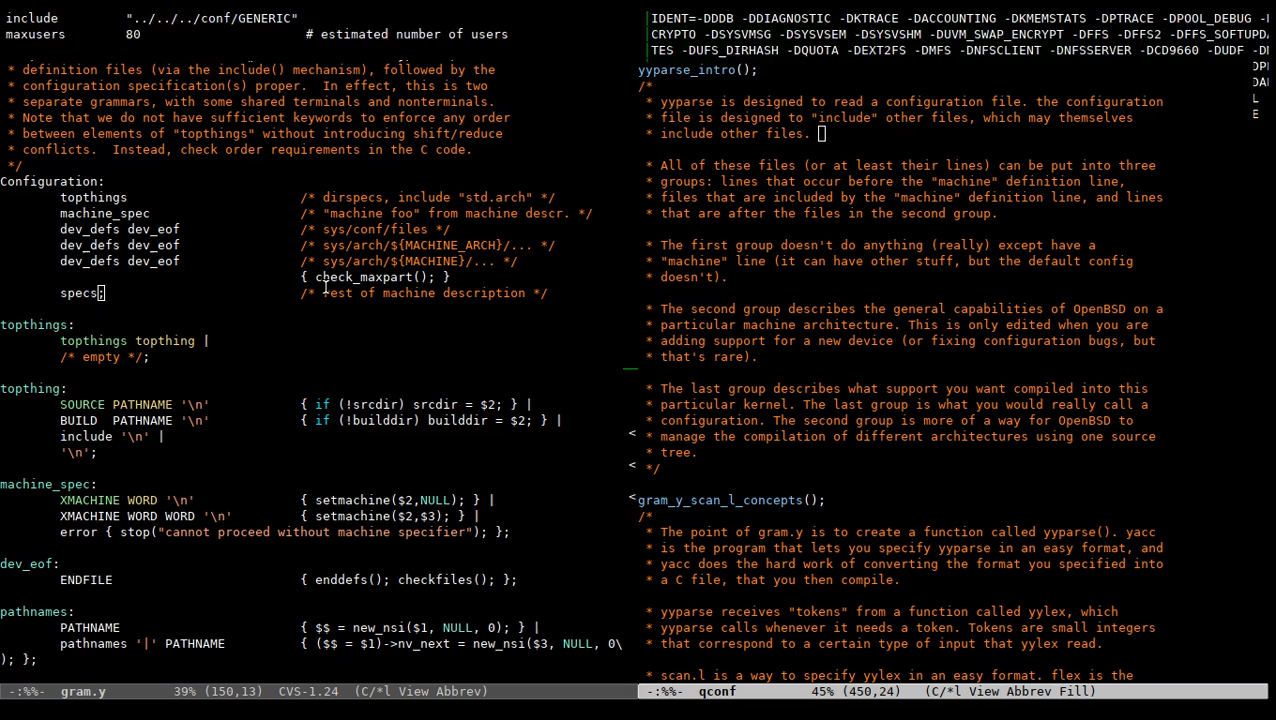 include         "../../../conf/GENERIC"
maxusers        80                      # estimated number of users
 * definition files (via the include() mechanism), followed by the
 * configuration specification(s) proper.  In effect, this is two
 * separate grammars, with some shared terminals and nonterminals.
 * Note that we do not have sufficient keywords to enforce any order
 * between elements of "topthings" without introducing shift/reduce
 * conflicts.  Instead, check order requirements in the C code.
 */
Configuration:
        topthings                       /* dirspecs, include "std.arch" */
        machine_spec                    /* "machine foo" from machine descr. */
        dev_defs dev_eof                /* sys/conf/files */
        dev_defs dev_eof                /* sys/arch/${MACHINE_ARCH}/... */
        dev_defs dev_eof                /* sys/arch/${MACHINE}/... */
                                        { check_maxpart(); }
        specs;                          /* rest of machine description */
topthings:
        topthings topthing |
        /* empty */;
topthing:
        SOURCE PATHNAME '\n'            { if (!srcdir) srcdir = $2; } |
        BUILD  PATHNAME '\n'            { if (!builddir) builddir = $2; } |
        include '\n' |
        '\n';
machine_spec:
        XMACHINE WORD '\n'              { setmachine($2,NULL); } |
        XMACHINE WORD WORD '\n'         { setmachine($2,$3); } |
        error { stop("cannot proceed without machine specifier"); };
dev_eof:
        ENDFILE                         { enddefs(); checkfiles(); };
pathnames:
        PATHNAME                        { $$ = new_nsi($1, NULL, 0); } |
        pathnames '|' PATHNAME          { ($$ = $1)->nv_next = new_nsi($3, NULL, 0\
); };
-:%%-  gram.y         39% (150,13)  CVS-1.24  (C/*l View Abbrev)
IDENT=-DDDB -DDIAGNOSTIC -DKTRACE -DACCOUNTING -DKMEMSTATS -DPTRACE -DPOOL_DEBUG -
CRYPTO -DSYSVMSG -DSYSVSEM -DSYSVSHM -DUVM_SWAP_ENCRYPT -DFFS -DFFS2 -DFFS_SOFTUPDA
TES -DUFS_DIRHASH -DQUOTA -DEXT2FS -DMFS -DNFSCLIENT -DNFSSERVER -DCD9660 -DUDF
yyparse_intro();
/*
 * yyparse is designed to read a configuration file. the configuration
 * file is designed to "include" other files, which may themselves
 * include other files.
 * All of these files (or at least their lines) can be put into three
 * groups: lines that occur before the "machine" definition line,
 * files that are included by the "machine" definition line, and lines
 * that are after the files in the second group.
 * The first group doesn't do anything (really) except have a
 * "machine" line (it can have other stuff, but the default config
 * doesn't).
 * The second group describes the general capabilities of OpenBSD on a
 * particular machine architecture. This is only edited when you are
 * adding support for a new device (or fixing configuration bugs, but
 * that's rare).
 * The last group describes what support you want compiled into this
 * particular kernel. The last group is what you would really call a
 * configuration. The second group is more of a way for OpenBSD to
 * manage the compilation of different architectures using one source
 * tree.
 */
gram_y_scan_l_concepts();
/*
 * The point of gram.y is to create a function called yyparse(). yacc
 * is the program that lets you specify yyparse in an easy format, and
 * yacc does the hard work of converting the format you specified into
 * a C file, that you then compile.
 * yyparse receives "tokens" from a function called yylex, which
 * yyparse calls whenever it needs a token. Tokens are small integers
 * that correspond to a certain type of input that yylex read.
 * scan.l is a way to specify yylex in an easy format. flex is the
-:%%-  qconf          45% (450,24)   (C/*l View Abbrev Fill)